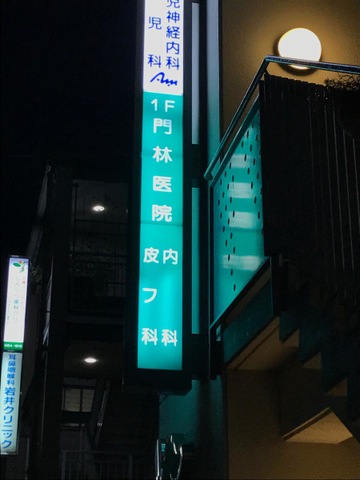 児神経内科
児科
1F
門林医院
内科
皮フ科
耳鼻咽喉科
岩井クリニック